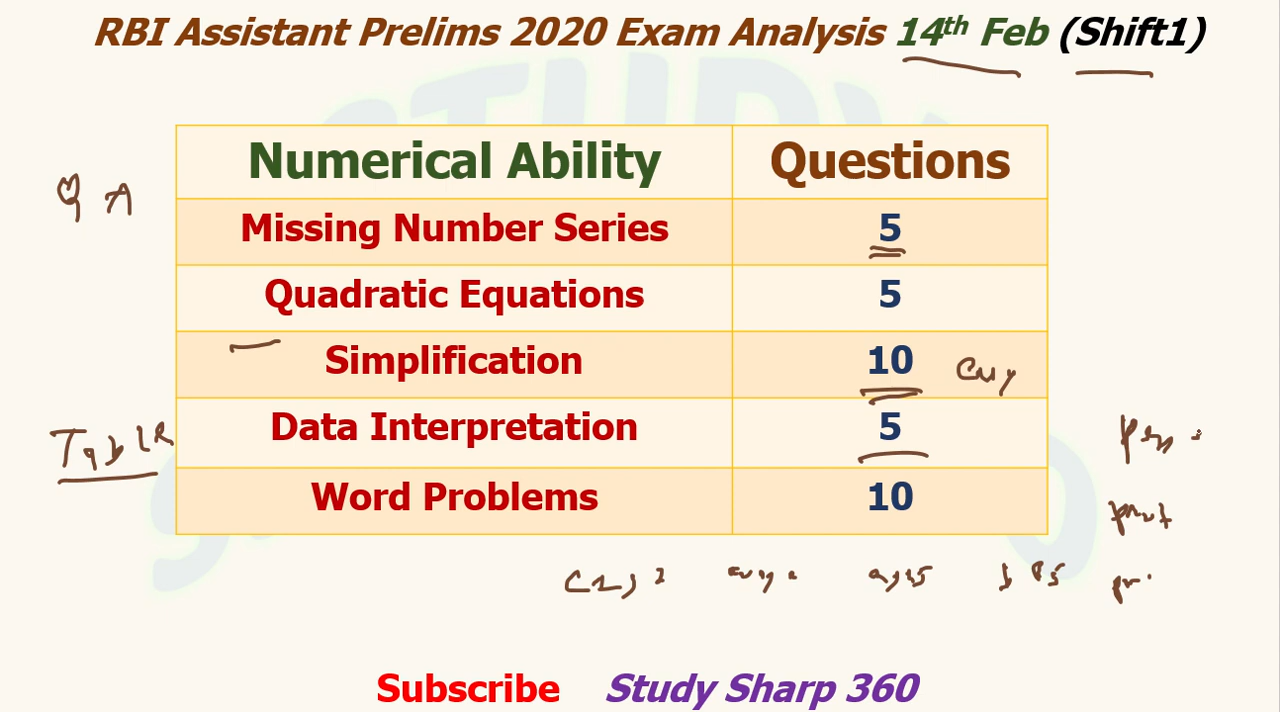 RBI Assistant Prelims 2020 Exam Analysis 14th Feb (Shift1)
Numerical Ability Questions
Q A
Missing Number Series 5
Quadratic Equations 5
Simplification 10
Table
Data Interpretation 5
Word Problems 10
Subscribe Study Sharp 360